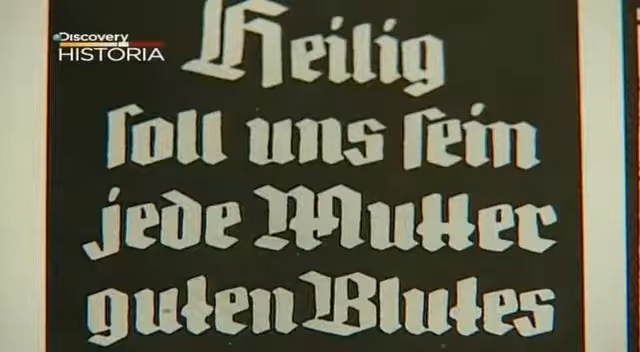 Discovery
HISTORIA
Heilig
soll uns sein
jede Mutter
guten Blutes